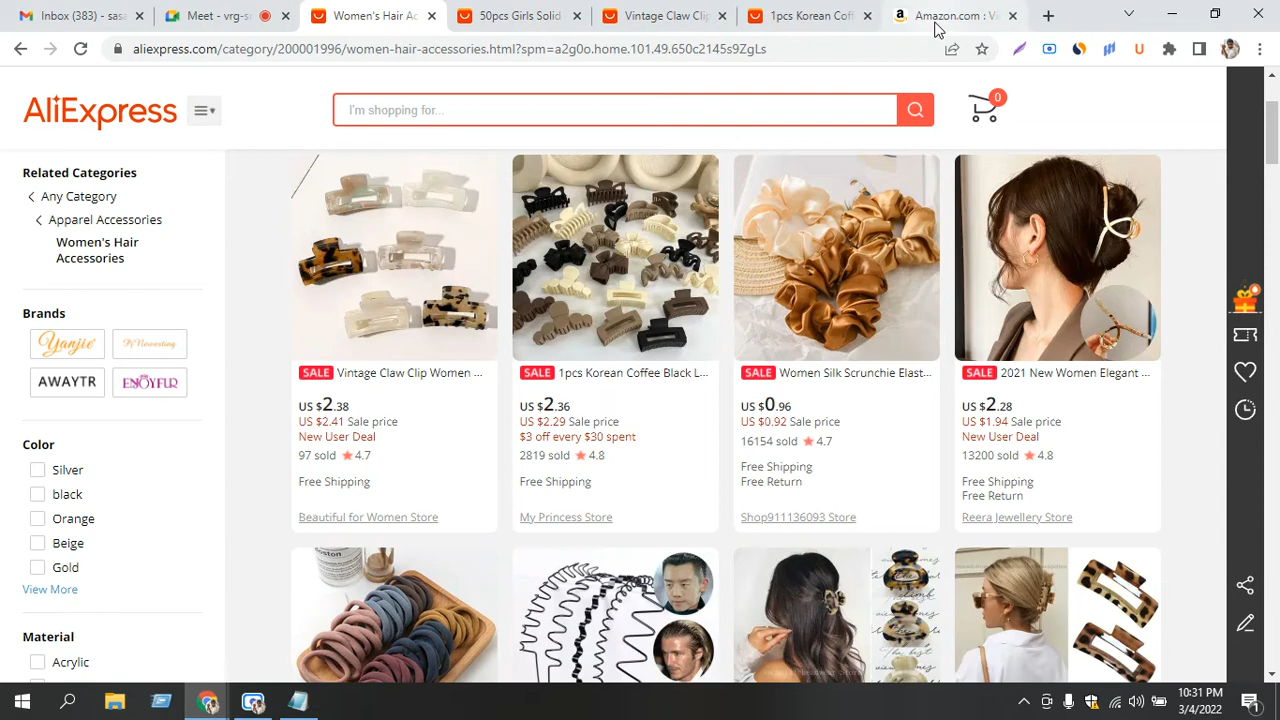 Inbox (383) - sasa
Meet - vrg-s
Women's Hair Ac
50pcs Girls Solid
Vintage Claw Clip
1pcs Korean Coff
Amazon.com : Vi
aliexpress.com/category/200001996/women-hair-accessories.html?spm=a2g0o.home.101.49.650c2145s9ZgLs
AliExpress
I'm shopping for...
0
Related Categories
Any Category
Apparel Accessories
Women's Hair
Accessories
Brands
Yanjie
AWAYTR
ENJOYFUR
Color
Silver
black
Orange
Beige
Gold
View More
Material
Acrylic
SALE Vintage Claw Clip Women ...
US $2.38
US $2.41 Sale price
New User Deal
97 sold 4.7
Free Shipping
Beautiful for Women Store
SALE 1pcs Korean Coffee Black L...
US $2.36
US $2.29 Sale price
$3 off every $30 spent
2819 sold 4.8
Free Shipping
My Princess Store
SALE Women Silk Scrunchie Elast...
US $0.96
US $0.92 Sale price
16154 sold 4.7
Free Shipping
Free Return
Shop911136093 Store
SALE 2021 New Women Elegant ...
US $2.28
US $1.94 Sale price
New User Deal
13200 sold 4.8
Free Shipping
Free Return
Reera Jewellery Store
10:31 PM
3/4/2022
1